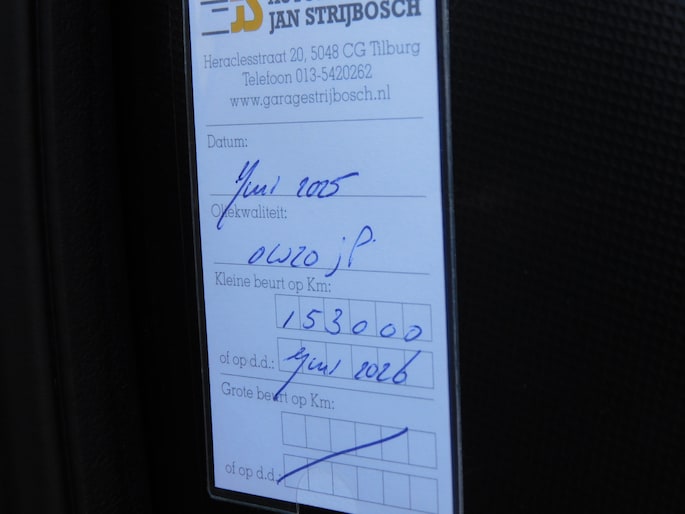 JAN STRIJBOSCH
Heraclesstraat 20, 5048 CG Tilburg
Telefoon 013-5420262
www.garagestrijbosch.nl
Datum:
Juni 2025
Oliekwaliteit:
0W20 jP.
Kleine beurt op Km:
153000
of op d.d.: Juni 2026
Grote beurt op Km:
of op d.d.: